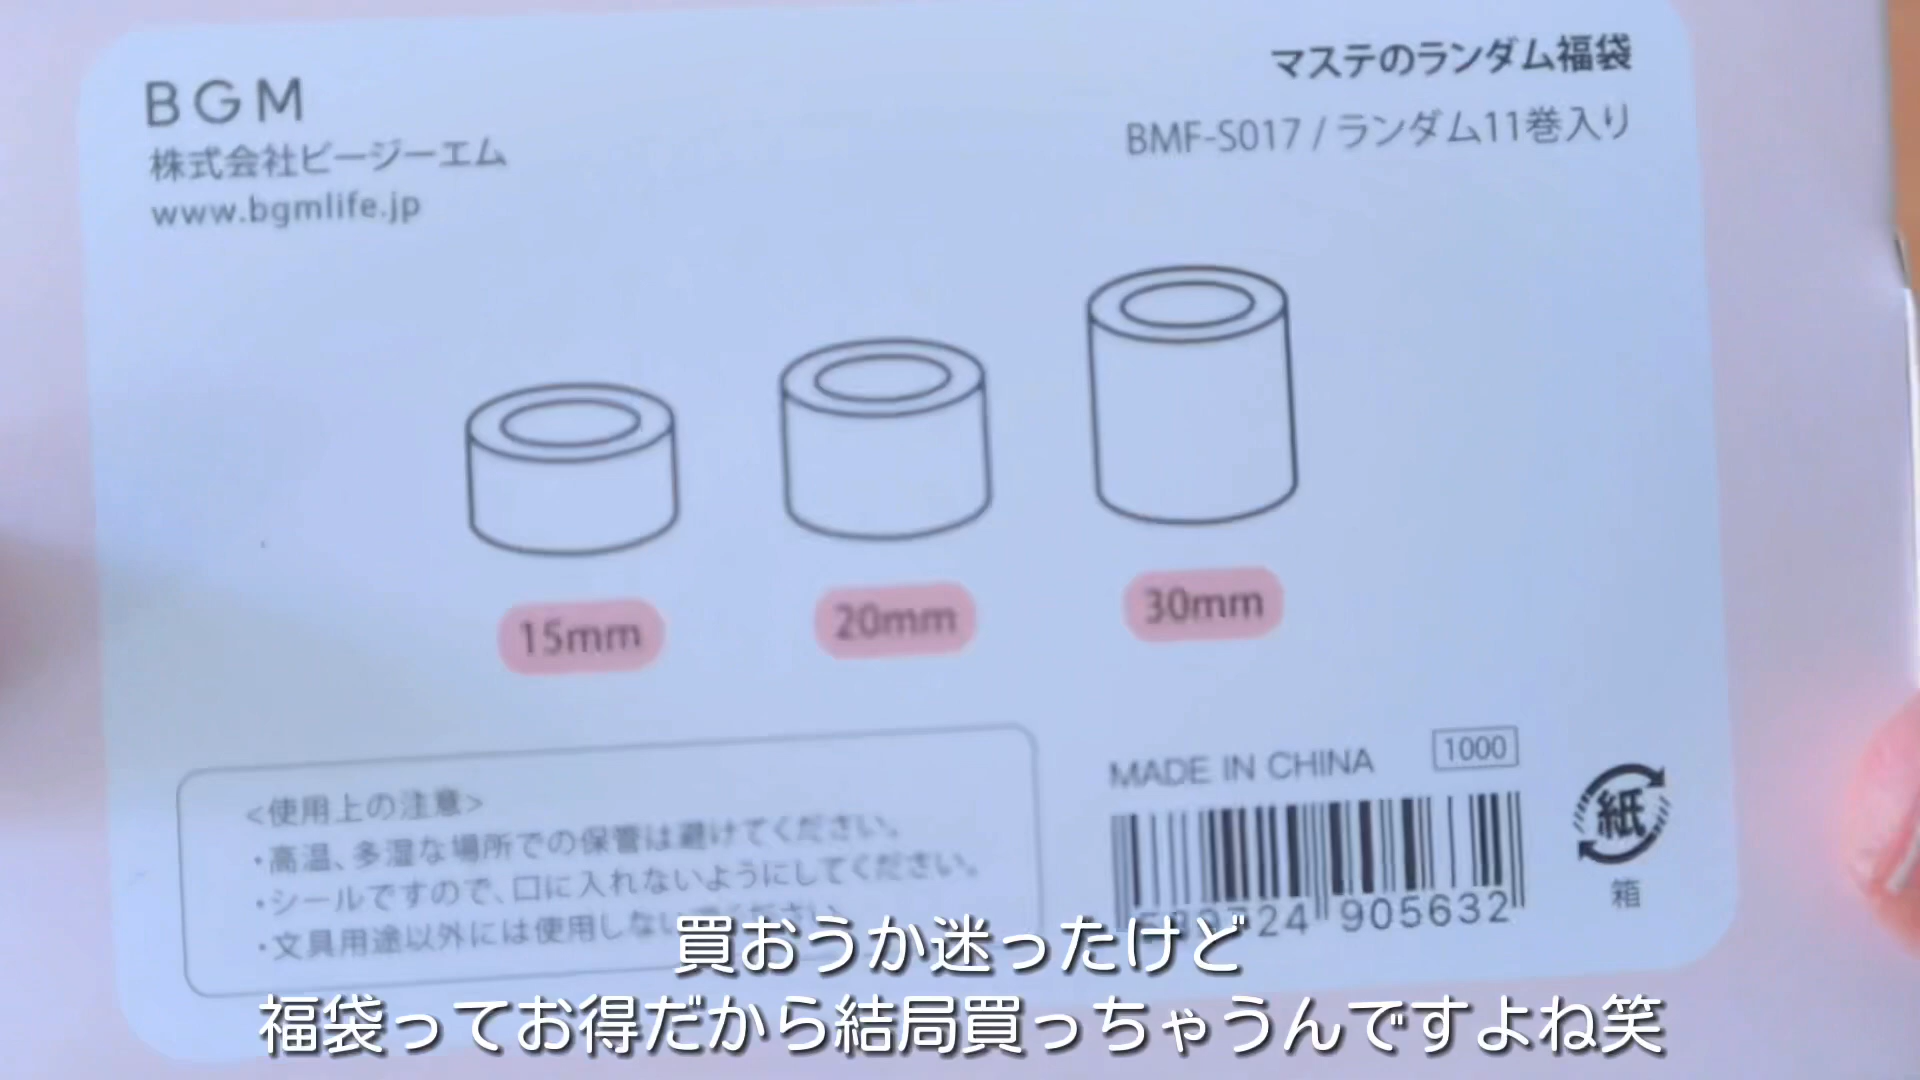 BGM
株式会社ビージーエム
www.bgmlife.jp
マステのランダム福袋
BMF-S017 / ランダム11巻入り
15mm
20mm
30mm
<使用上の注意>
・高温、多湿な場所での保管は避けてください。
・シールですので、口に入れないようにしてください。
・文具用途以外には使用しない
MADE IN CHINA
1000
905632
紙
箱
買おうか迷ったけど
福袋ってお得だから結局買っちゃうんですよね笑